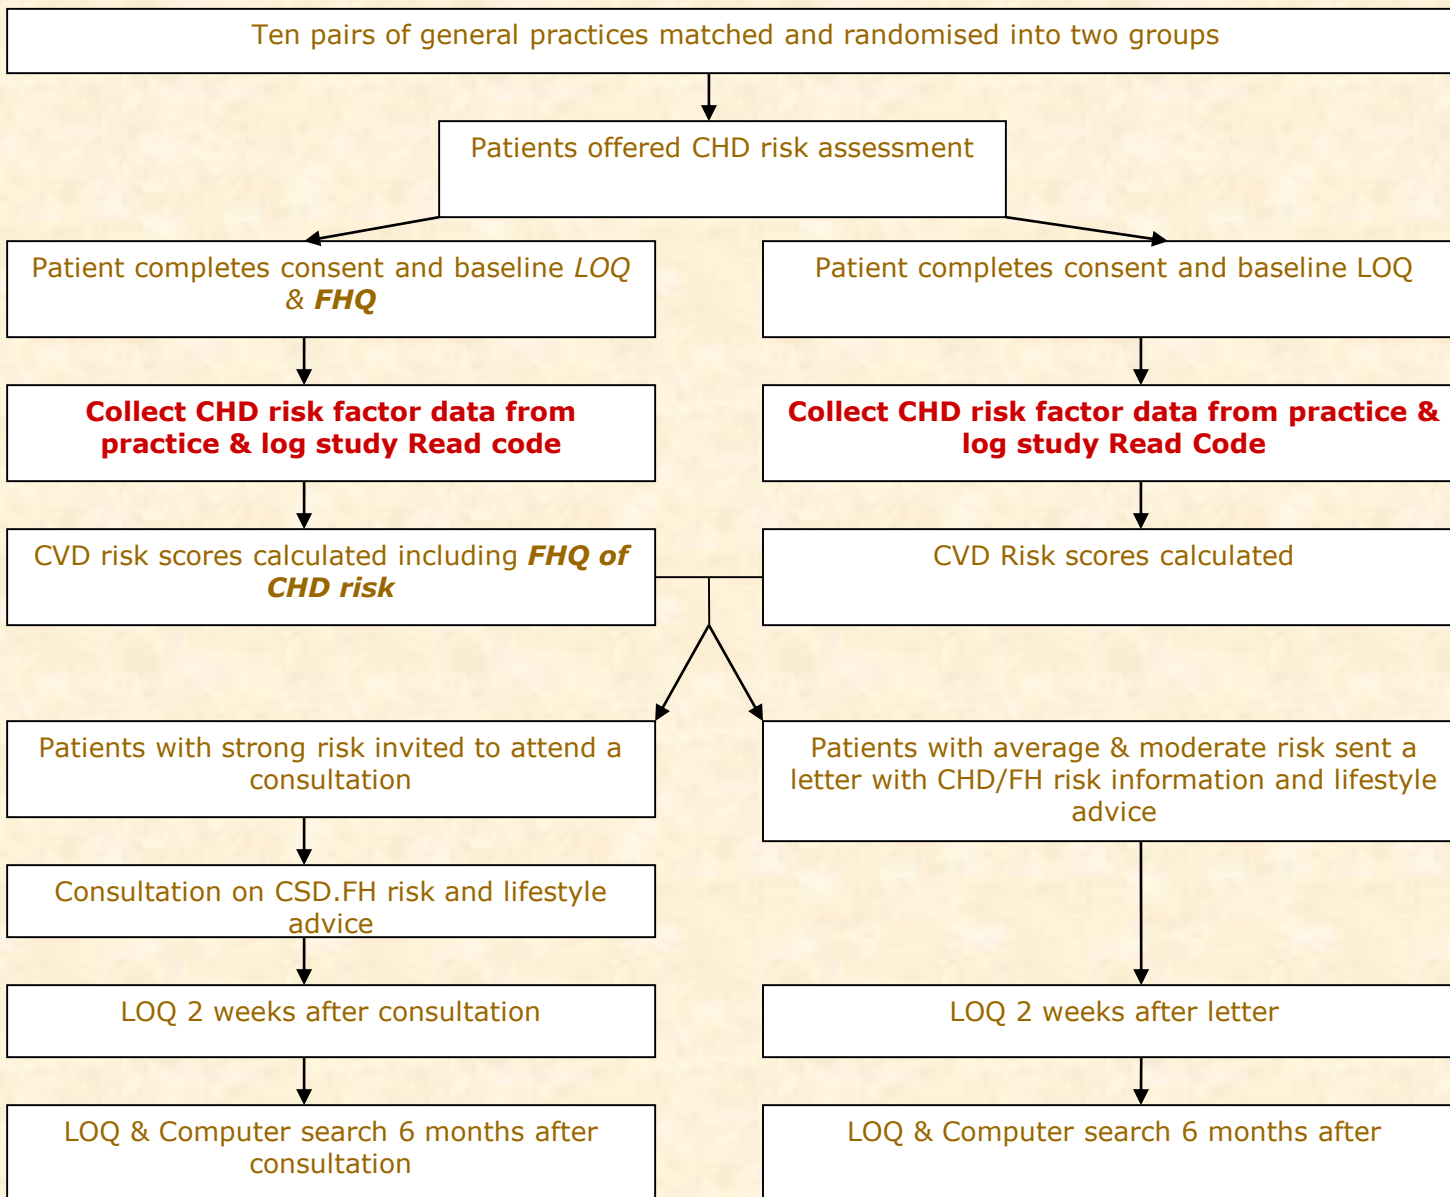 Ten pairs of general practices matched and randomised into two groups
Patients offered CHD risk assessment
Patient completes consent and baseline LOQ
& FHQ
Patient completes consent and baseline LOQ
Collect CHD risk factor data from
practice & log study Read code
Collect CHD risk factor data from practice &
log study Read Code
CVD risk scores calculated including FHQ of
CHD risk
CVD Risk scores calculated
Patients with strong risk invited to attend a
consultation
Patients with average & moderate risk sent a
letter with CHD/FH risk information and lifestyle
advice
Consultation on CSD.FH risk and lifestyle
advice
LOQ 2 weeks after consultation
LOQ 2 weeks after letter
LOQ & Computer search 6 months after
consultation
LOQ & Computer search 6 months after